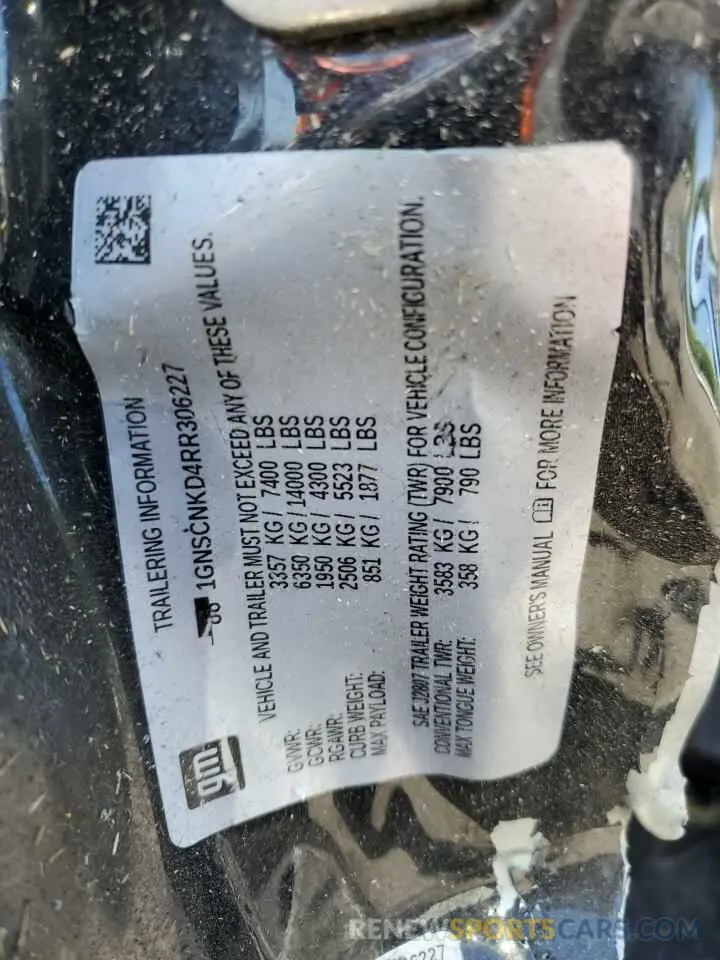 TRAILERING INFORMATION
1GNSCNKD4RR306227
gm
VEHICLE AND TRAILER MUST NOT EXCEED ANY OF THESE VALUES.
GVWR: 3357 KG / 7400 LBS
GCWR: 6350 KG / 14000 LBS
RGAWR: 1950 KG / 4300 LBS
CURB WEIGHT: 2506 KG / 5523 LBS
MAX PAYLOAD: 851 KG / 1877 LBS
SAE J2807 TRAILER WEIGHT RATING (TWR) FOR VEHICLE CONFIGURATION.
CONVENTIONAL TWR: 3583 KG / 7900 LBS
MAX TONGUE WEIGHT: 358 KG / 790 LBS
SEE OWNER'S MANUAL FOR MORE INFORMATION
6227
RENEWSPORTSCARS.COM